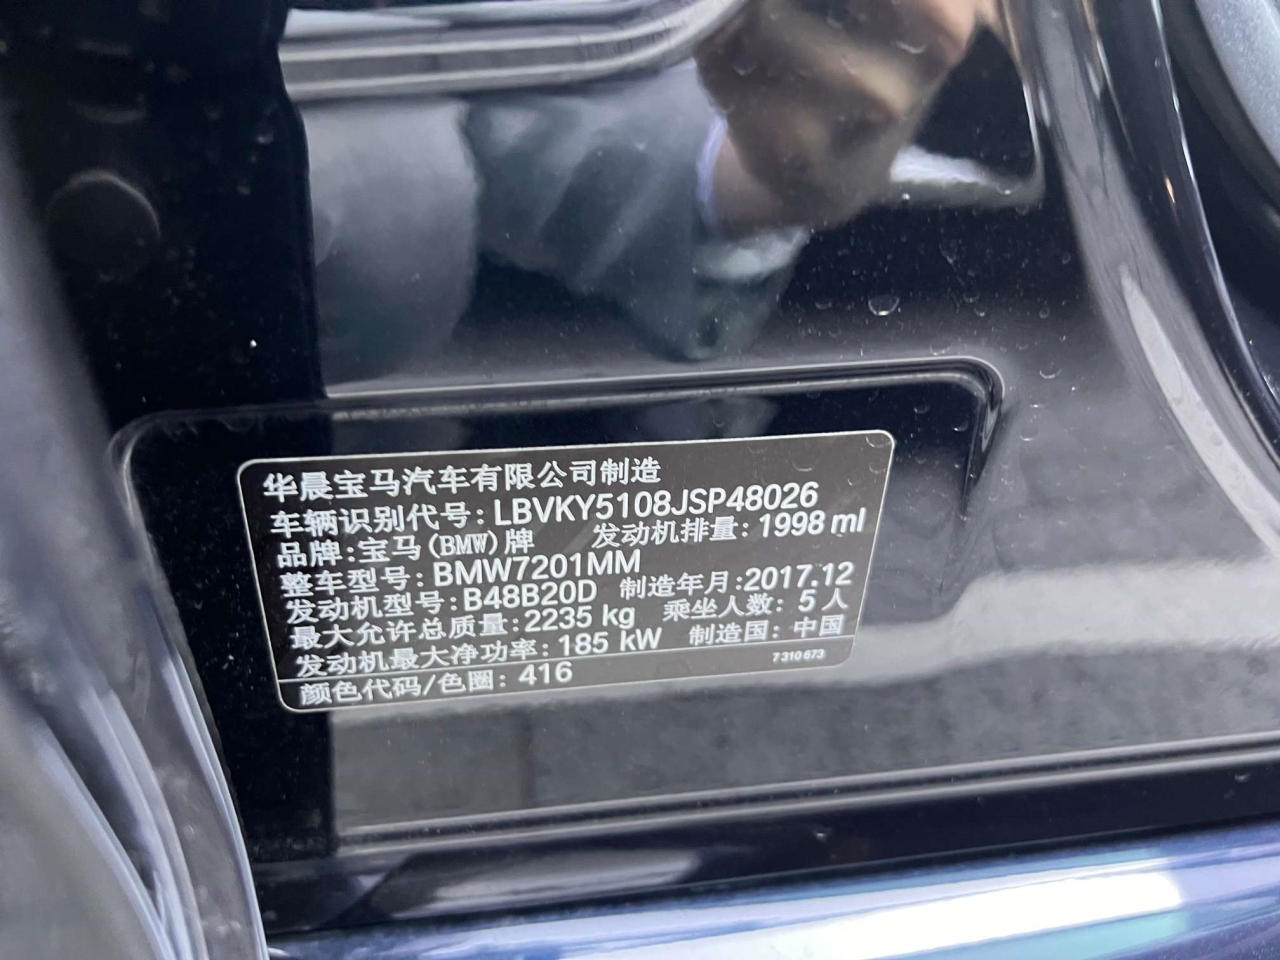 华晨宝马汽车有限公司制造
车辆识别代号: LBVKY5108JSP48026
品牌: 宝马(BMW)牌 发动机排量: 1998 ml
整车型号: BMW7201MM
发动机型号: B48B20D 制造年月: 2017.12
最大允许总质量: 2235 kg 乘坐人数: 5 人
发动机最大净功率: 185 kW 制造国: 中国
颜色代码/色圈: 416 7 310 673